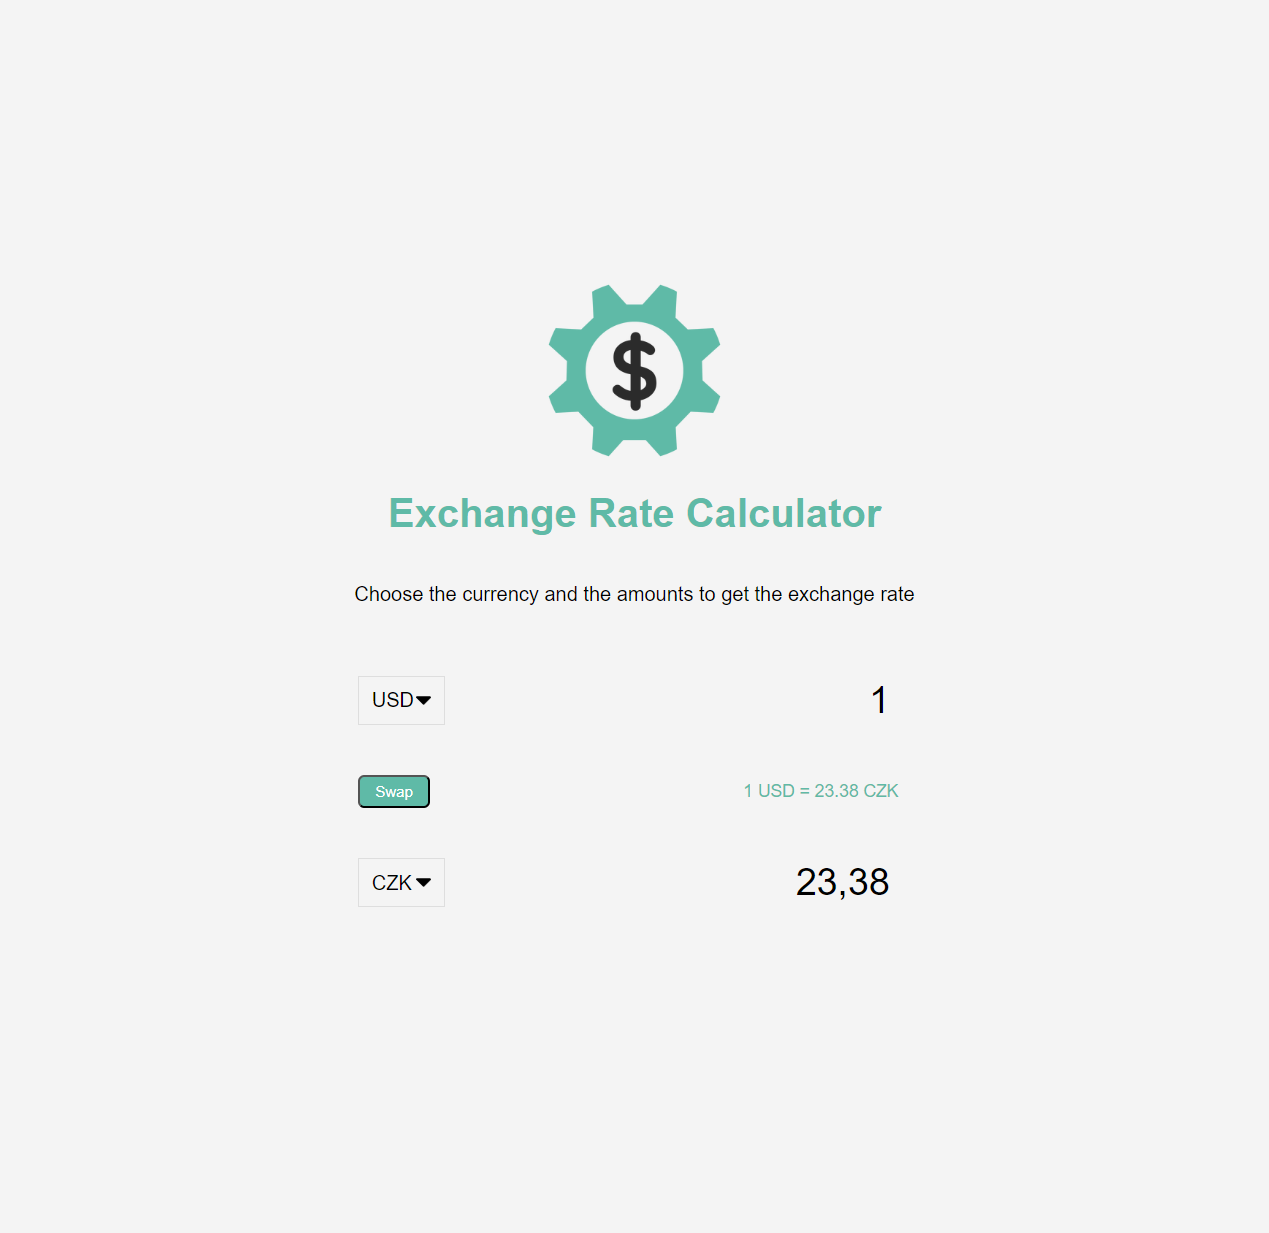 $
Exchange Rate Calculator
Choose the currency and the amounts to get the exchange rate
USD 1
Swap 1 USD = 23.38 CZK
CZK 23,38